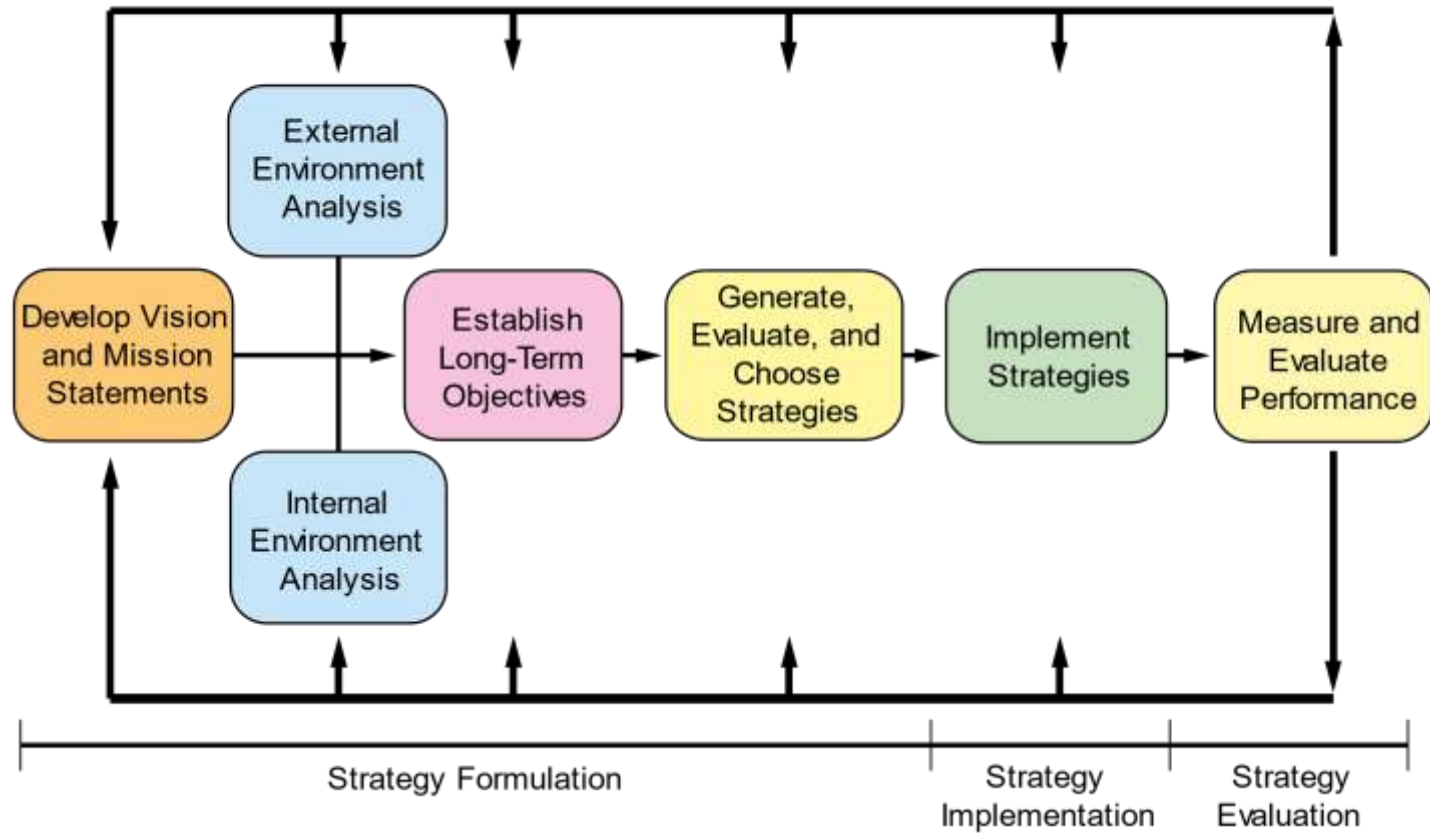 External
Environment
Analysis
Develop Vision
and Mission
Statements
Establish
Long-Term
Objectives
Generate,
Evaluate, and
Choose
Strategies
Implement
Strategies
Measure and
Evaluate
Performance
Internal
Environment
Analysis
Strategy Formulation
Strategy
Implementation
Strategy
Evaluation